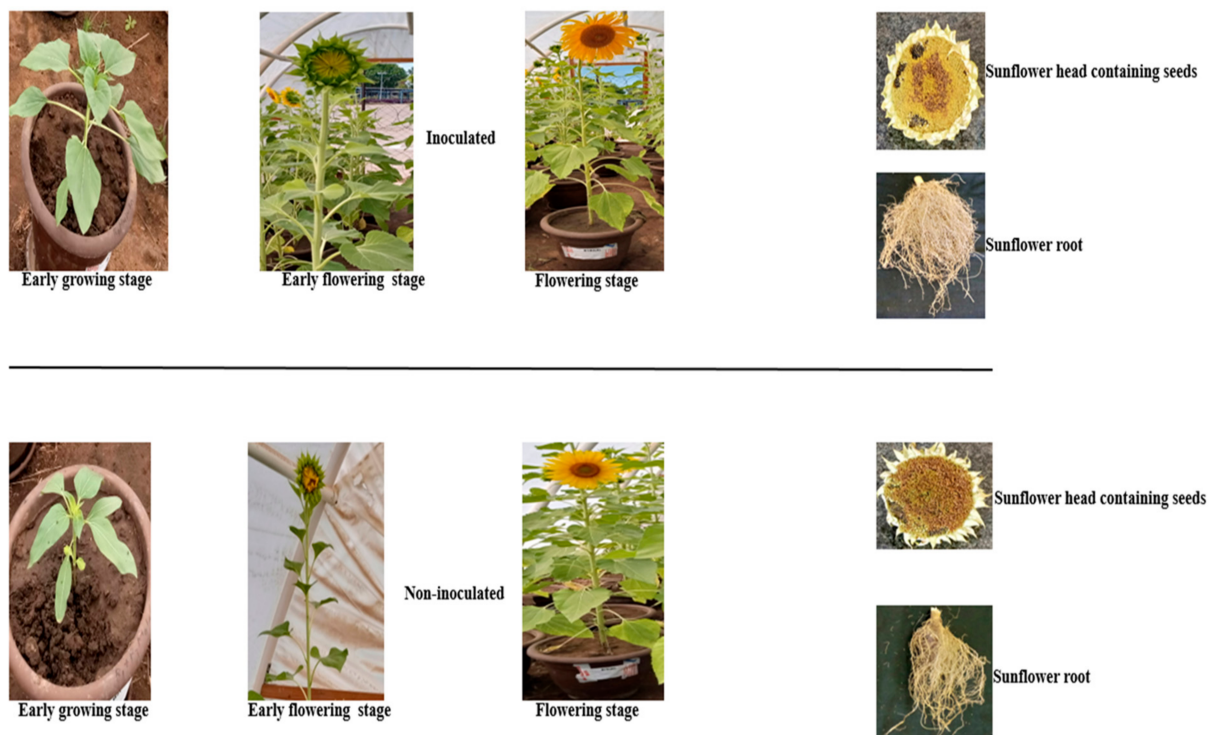 Sunflower head containing seeds
Inoculated
Sunflower root
Early growing stage
Early flowering  stage
Flowering stage
Sunflower head containing seeds
Non-inoculated
Sunflower root
Early growing stage
Early flowering  stage
Flowering stage